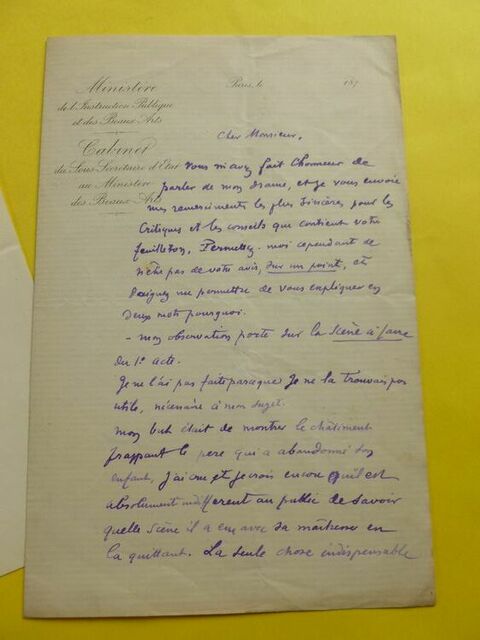 Ministère
de l'Instruction Publique
et des Beaux-Arts
Cabinet
du Sous-Secrétaire d'Etat
au Ministère
des Beaux-Arts
Paris, le 187
Cher Monsieur,
vous m'avez fait l'honneur de
parler de mon drame, et je vous envoie
mes remerciments les plus sincères pour les
critiques et les conseils que contient votre
feuilleton. Permettez-moi cependant de
n'être pas de votre avis, sur un point, et
daignez me permettre de vous expliquer en
deux mots pourquoi.
- mon observation porte sur la scène à faire
du 1er acte.
Je ne l'ai pas faite parceque je ne la trouvais pas
utile, nécessaire à mon sujet.
mon but était de montrer le châtiment
frappant le père qui a abandonné son
enfant, j'ai cru et je crois encore qu'il est
absolument indifférent au public de savoir
quelle scène il a eue avec sa maîtresse en
la quittant. La seule chose indispensable